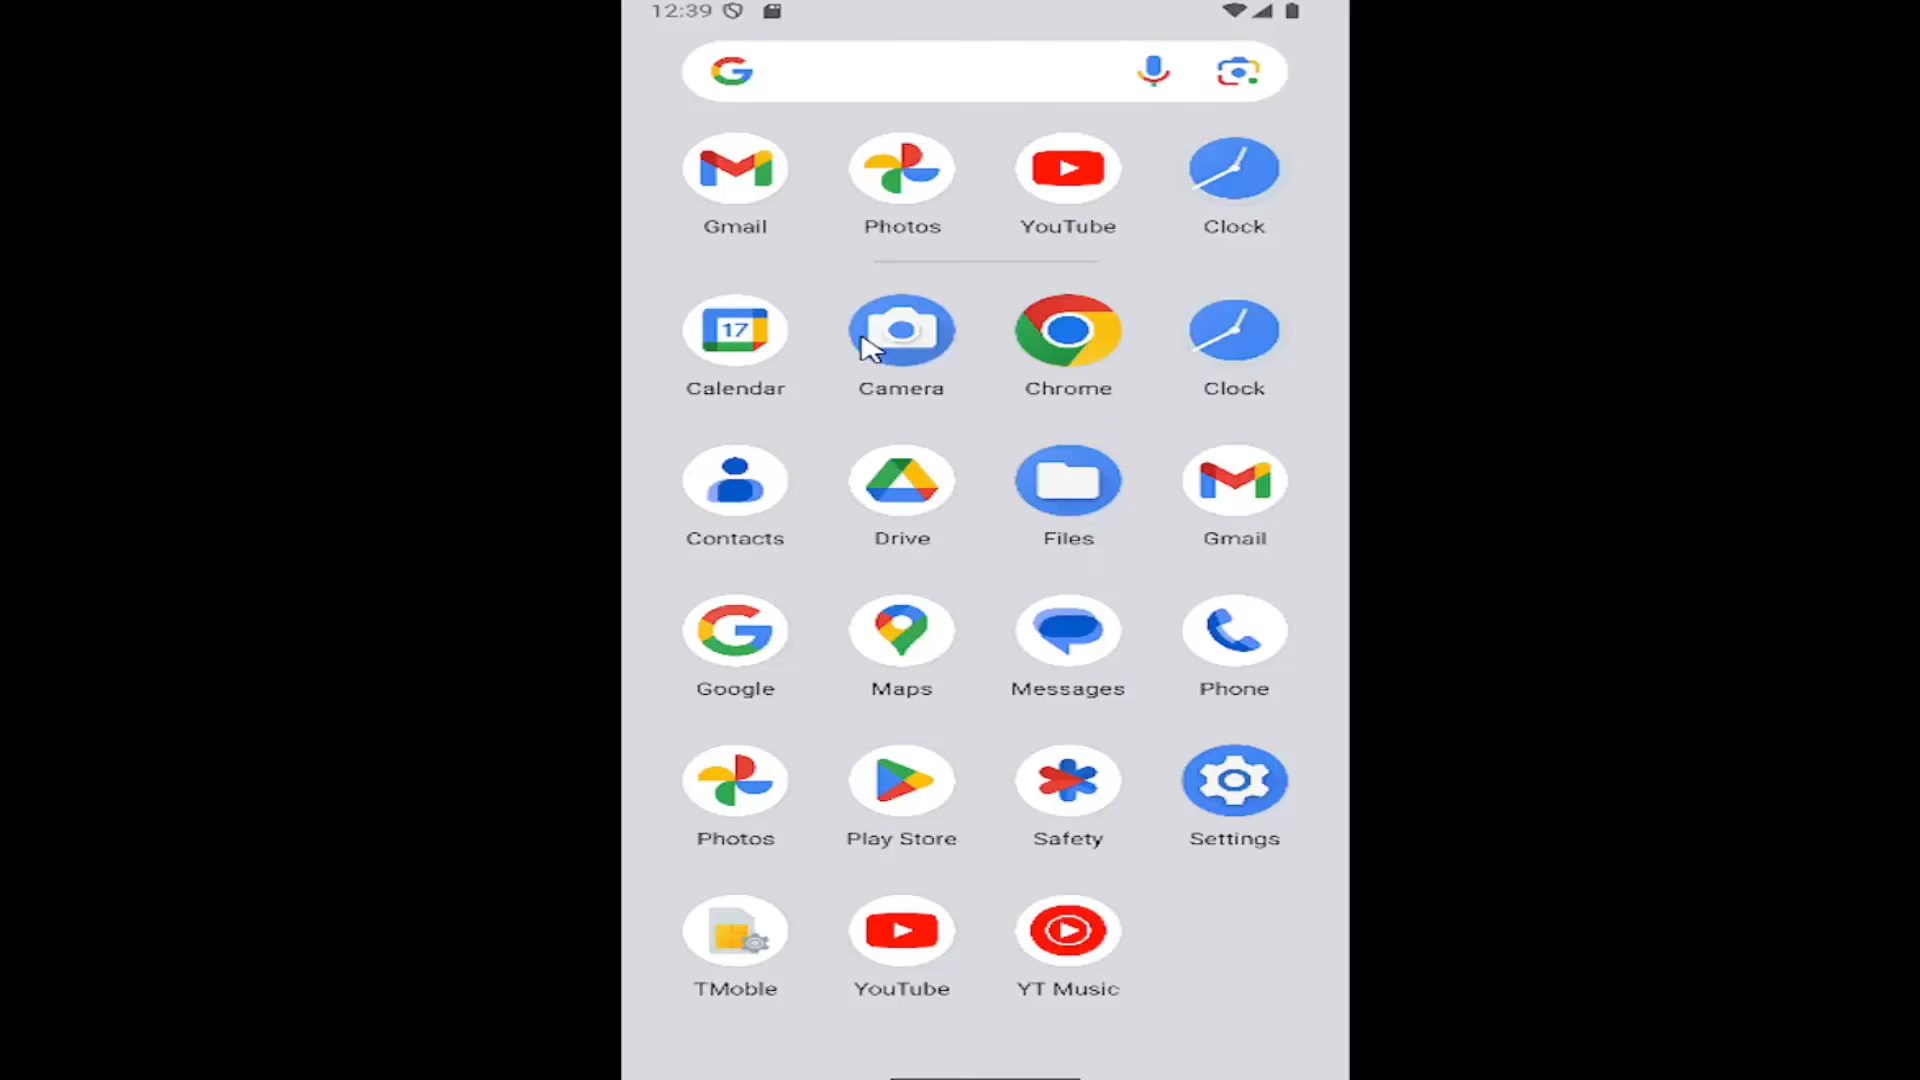 12:39
Gmail Photos YouTube Clock
17
Calendar Camera Chrome Clock
Contacts Drive Files Gmail
Google Maps Messages Phone
Photos Play Store Safety Settings
TMoble YouTube YT Music